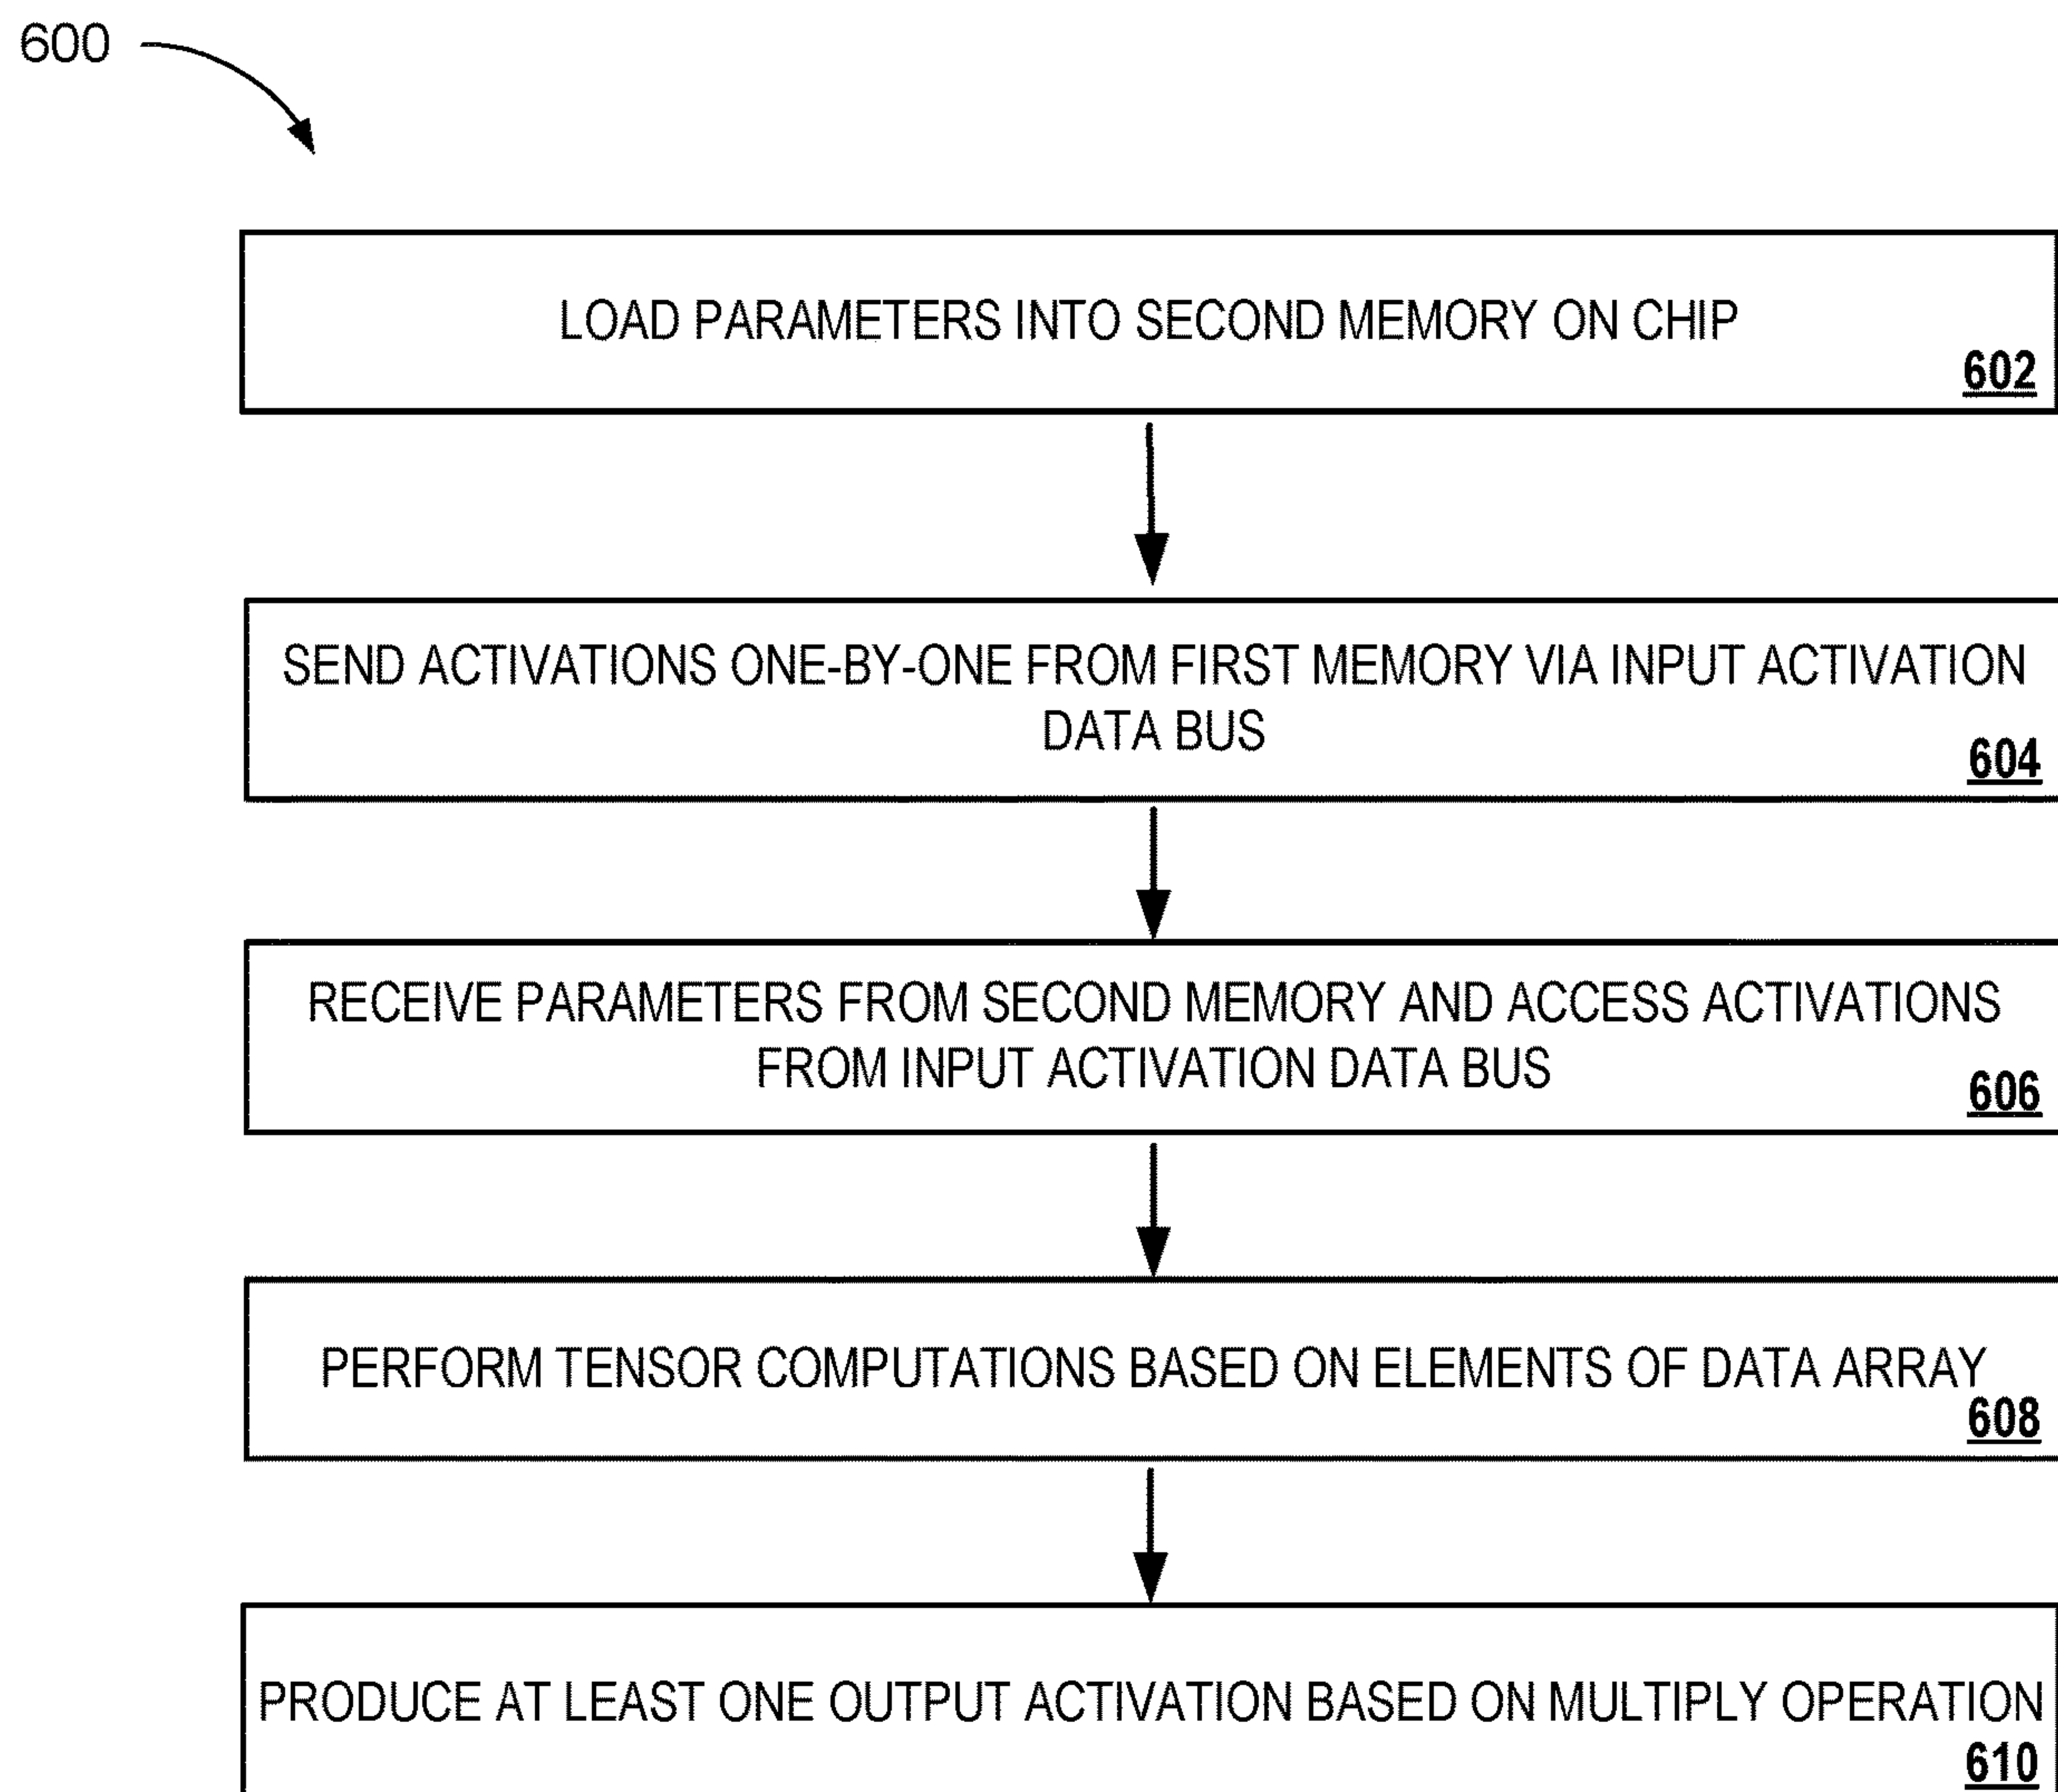 600
LOAD PARAMETERS INTO SECOND MEMORY ON CHIP
602
SEND ACTIVATIONS ONE-BY-ONE FROM FIRST MEMORY VIA INPUT ACTIVATION
DATA BUS
604
RECEIVE PARAMETERS FROM SECOND MEMORY AND ACCESS ACTIVATIONS
FROM INPUT ACTIVATION DATA BUS
606
PERFORM TENSOR COMPUTATIONS BASED ON ELEMENTS OF DATA ARRAY
608
PRODUCE AT LEAST ONE OUTPUT ACTIVATION BASED ON MULTIPLY OPERATION
610